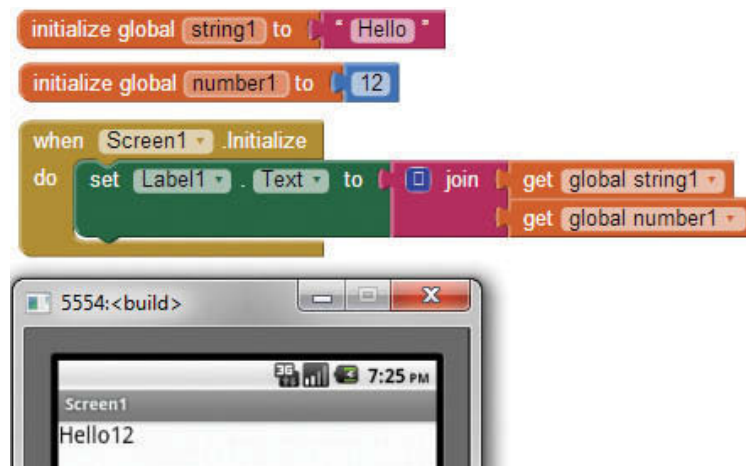 initialize global string1 to " Hello "
initialize global number1 to 12
when Screen1 .Initialize
do set Label1 . Text to join get global string1
get global number1
5554:<build>
3G 7:25 PM
Screen1
Hello12